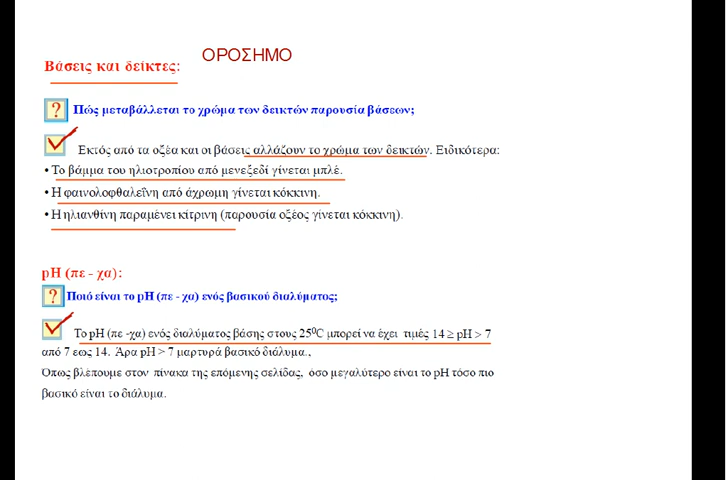 ΟΡΟΣΗΜΟ
Βάσεις και δείκτες:
? Πώς μεταβάλλεται το χρώμα των δεικτών παρουσία βάσεων;
Εκτός από τα οξέα και οι βάσεις αλλάζουν το χρώμα των δεικτών. Ειδικότερα:
• Το βάμμα του ηλιοτροπίου από μενεξεδί γίνεται μπλέ.
• Η φαινολοφθαλεΐνη από άχρωμη γίνεται κόκκινη.
• Η ηλιανθίνη παραμένει κίτρινη (παρουσία οξέος γίνεται κόκκινη).
pH (πε - χα):
? Ποιό είναι το pH (πε - χα) ενός βασικού διαλύματος;
Το pH (πε -χα) ενός διαλύματος βάσης στους 25⁰C μπορεί να έχει τιμές 14 ≥ pH > 7
από 7 εως 14. Άρα pH > 7 μαρτυρά βασικό διάλυμα.,
Όπως βλέπουμε στον πίνακα της επόμενης σελίδας, όσο μεγαλύτερο είναι το pH τόσο πιο
βασικό είναι το διάλυμα.